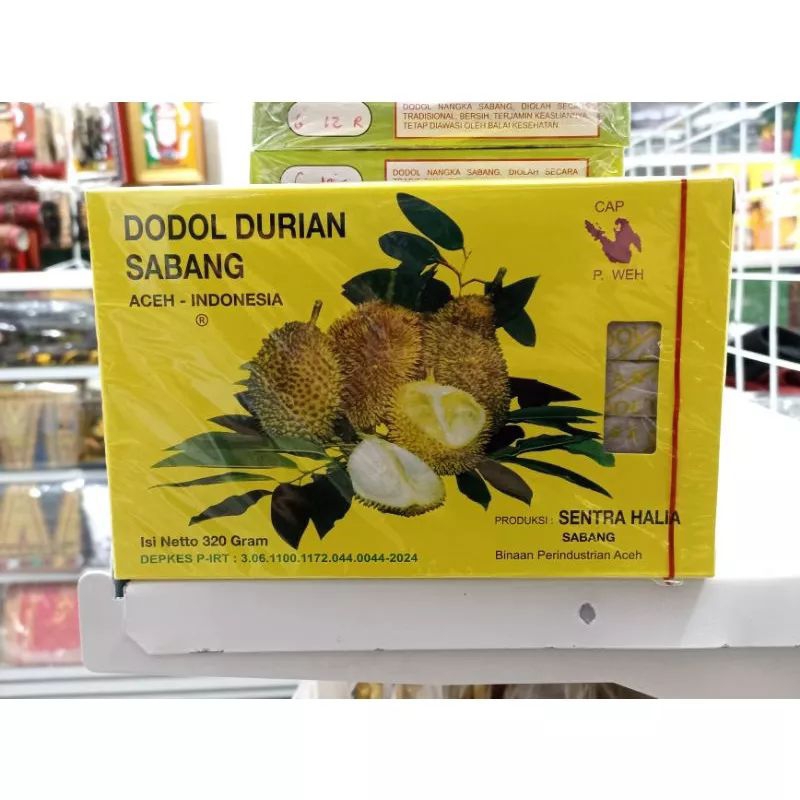 6 12 R
DODOL NANGKA SABANG, DIOLAH SECARA
TRADISIONAL, BERSIH, TERJAMIN KEASLIANNYA
TETAP DIAWASI OLEH BALAI KESEHATAN.
DODOL NANGKA SABANG, DIOLAH SECARA
DODOL DURIAN
SABANG
ACEH - INDONESIA
®
CAP
P. WEH
Isi Netto 320 Gram
DEPKES P-IRT : 3.06.1100.1172.044.0044-2024
PRODUKSI : SENTRA HALIA
SABANG
Binaan Perindustrian Aceh